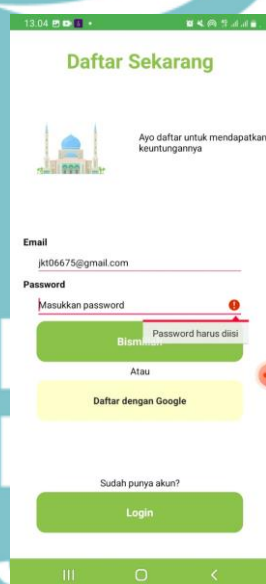 13.04
Daftar Sekarang
Ayo daftar untuk mendapatkan
keuntungannya
Email
jkt06675@gmail.com
Password
Masukkan password
Password harus diisi
Atau
Daftar dengan Google
Sudah punya akun?
Login